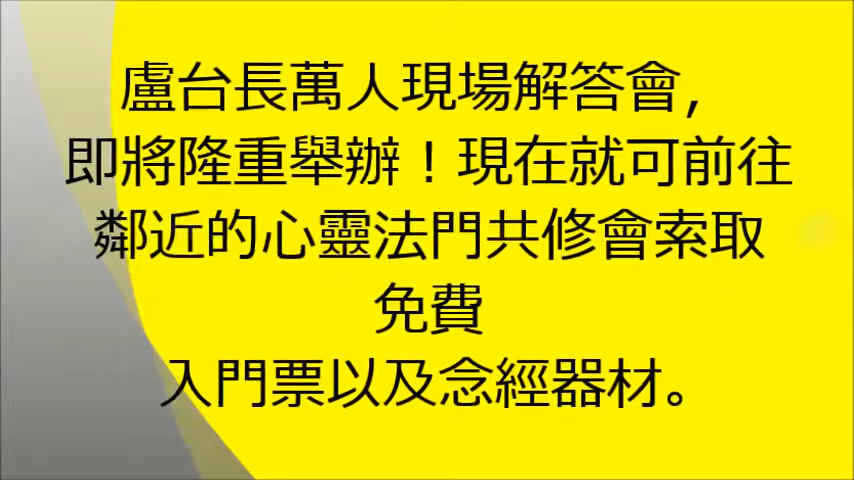 盧台長萬人現場解答會，
即將隆重舉辦！現在就可前往
鄰近的心靈法門共修會索取
免費
入門票以及念經器材。